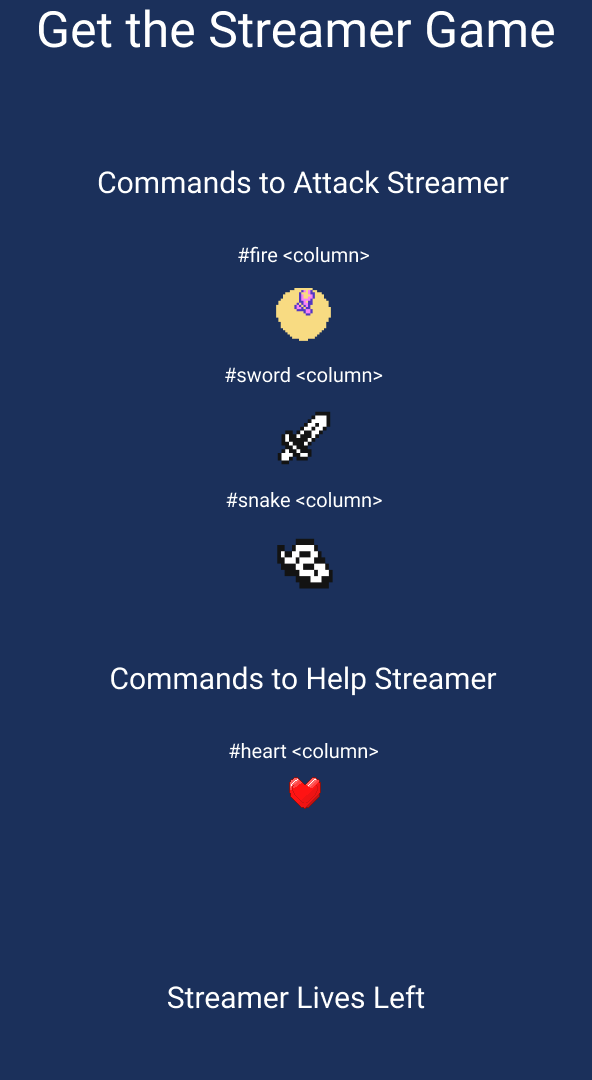 Get the Streamer Game
Commands to Attack Streamer
#fire <column>
#sword <column>
#snake <column>
Commands to Help Streamer
#heart <column>
Streamer Lives Left